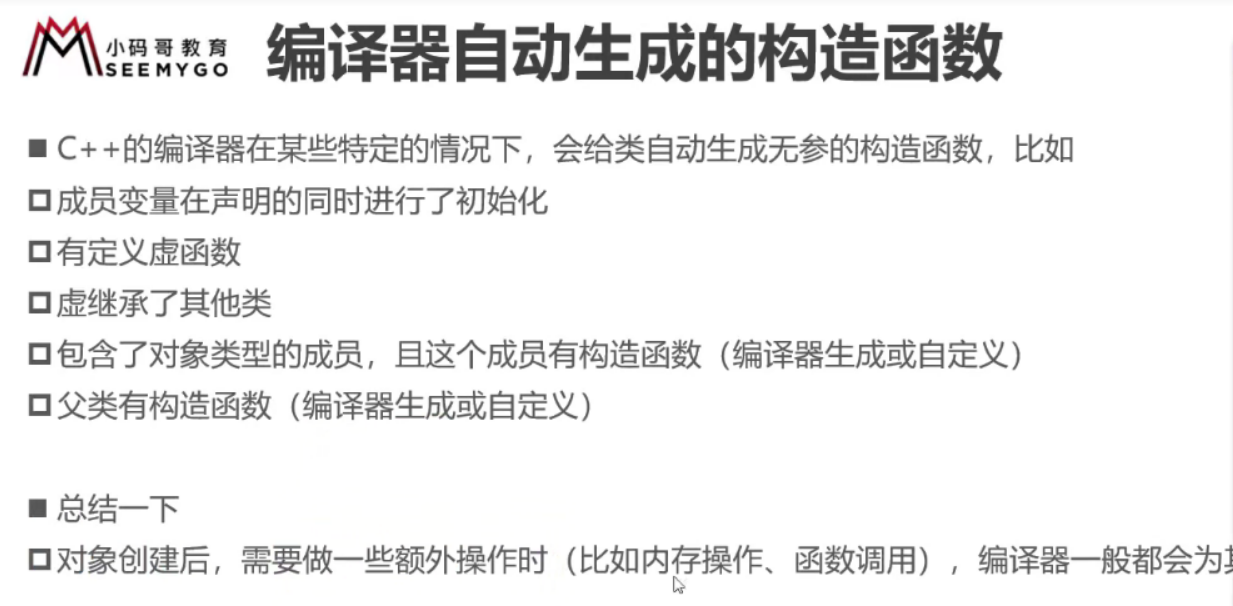 小码哥教育
SEEMYGO
编译器自动生成的构造函数
C++的编译器在某些特定的情况下，会给类自动生成无参的构造函数，比如
成员变量在声明的同时进行了初始化
有定义虚函数
虚继承了其他类
包含了对象类型的成员，且这个成员有构造函数（编译器生成或自定义）
父类有构造函数（编译器生成或自定义）
总结一下
对象创建后，需要做一些额外操作时（比如内存操作、函数调用），编译器一般都会为